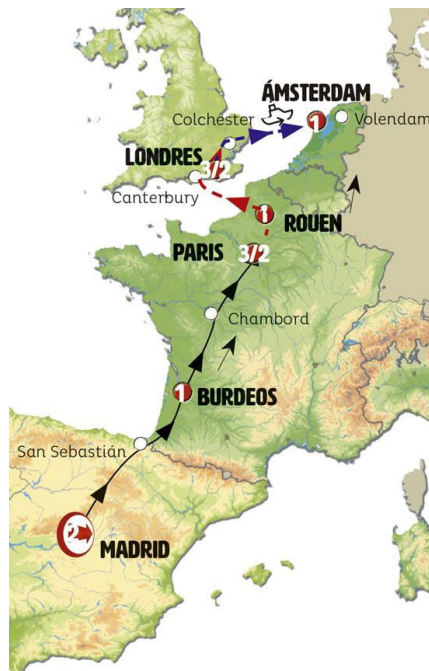 ÁMSTERDAM
Colchester
1
Volendam
LONDRES
3/2
Canterbury
1
ROUEN
PARIS
3/2
Chambord
1
BURDEOS
San Sebastián
2
MADRID